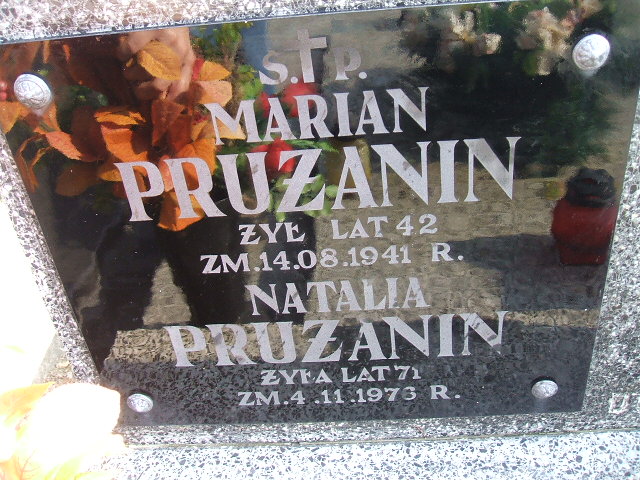 Ś.†P.
MARIAN
PRUŻANIN
ŻYŁ LAT 42
ZM.14.08.1941 R.
NATALIA
PRUŻANIN
ŻYŁA LAT 71
ZM.4.11.1973 R.